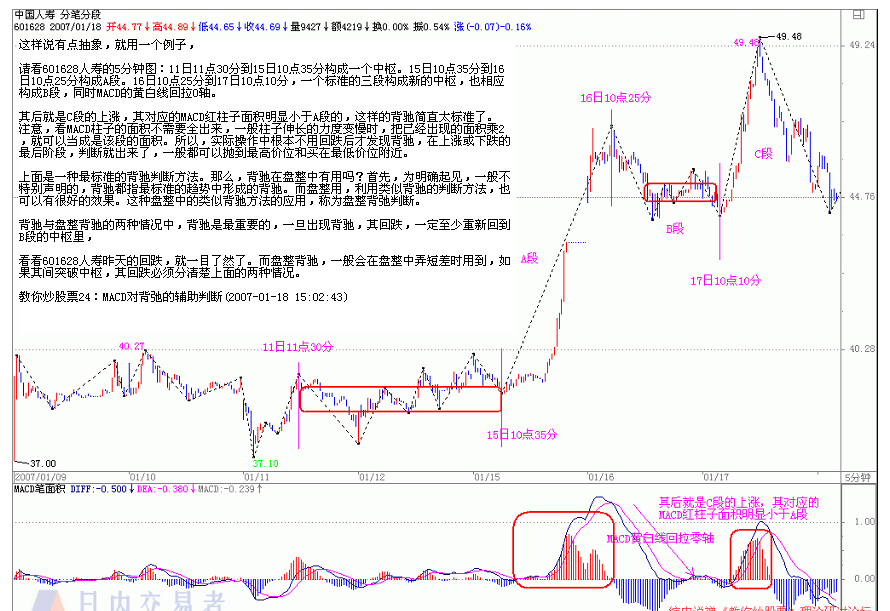 中国人寿 分笔分段
601628 2007/01/18 开44.77↓高44.89↓低44.65↓收44.69↓量9427↓额4219↓换0.00% 振0.54% 涨(-0.07)-0.16%
这样说有点抽象，就用一个例子，
请看601628人寿的5分钟图：11日11点30分到15日10点35分构成一个中枢。15日10点35分到16
日10点25分构成A段。16日10点25分到17日10点10分，一个标准的三段构成新的中枢，也相应
构成B段，同时MACD的黄白线回拉0轴。
其后就是C段的上涨，其对应的MACD红柱子面积明显小于A段的，这样的背驰简直太标准了。
注意，看MACD柱子的面积不需要全出来，一般柱子伸长的力度变慢时，把已经出现的面积乘2
，就可以当成是该段的面积。所以，实际操作中根本不用回跌后才发现背驰，在上涨或下跌的
最后阶段，判断就出来了，一般都可以抛到最高价位和买在最低价位附近。
上面是一种最标准的背驰判断方法。那么，背驰在盘整中有用吗？首先，为明确起见，一般不
特别声明的，背驰都指最标准的趋势中形成的背驰。而盘整用，利用类似背驰的判断方法，也
可以有很好的效果。这种盘整中的类似背驰方法的应用，称为盘整背驰判断。
背驰与盘整背驰的两种情况中，背驰是最重要的，一旦出现背驰，其回跌，一定至少重新回到
B段的中枢里，
看看601628人寿昨天的回跌，就一目了然了。而盘整背驰，一般会在盘整中弄短差时用到，如
果其间突破中枢，其回跌必须分清楚上面的两种情况。
教你炒股票24：MACD对背弛的辅助判断(2007-01-18 15:02:43)
49.48
49.48
49.24
16日10点25分
C段
44.76
B段
A段
17日10点10分
40.27
11日11点30分
40.28
15日10点35分
37.00
37.10
2007/01/09 01/10 01/11 01/12 01/15 01/16 01/17 5分钟
MACD笔面积 DIFF:-0.500↓DEA:-0.380↓MACD:-0.239↑
其后就是C段的上涨，其对应的
MACD红柱子面积明显小于A段
1.00
MACD黄白线回拉零轴
0.00
日内交易者